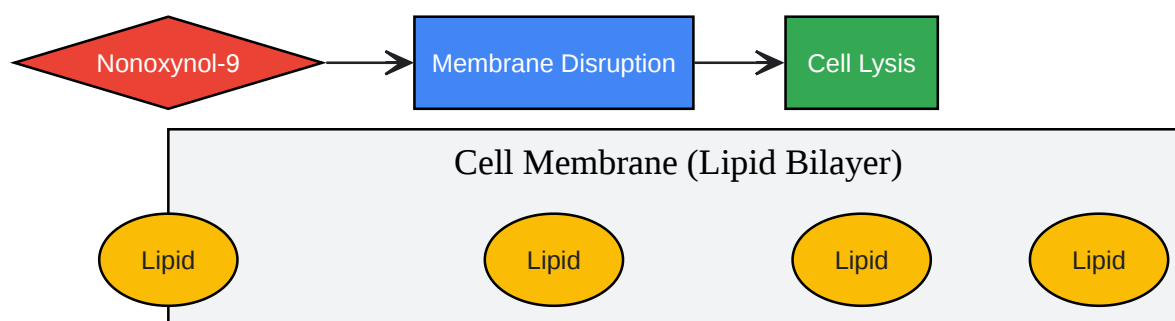 Nonoxynol-9
Membrane Disruption
Cell Lysis
Cell Membrane (Lipid Bilayer)
Lipid
Lipid
Lipid
Lipid